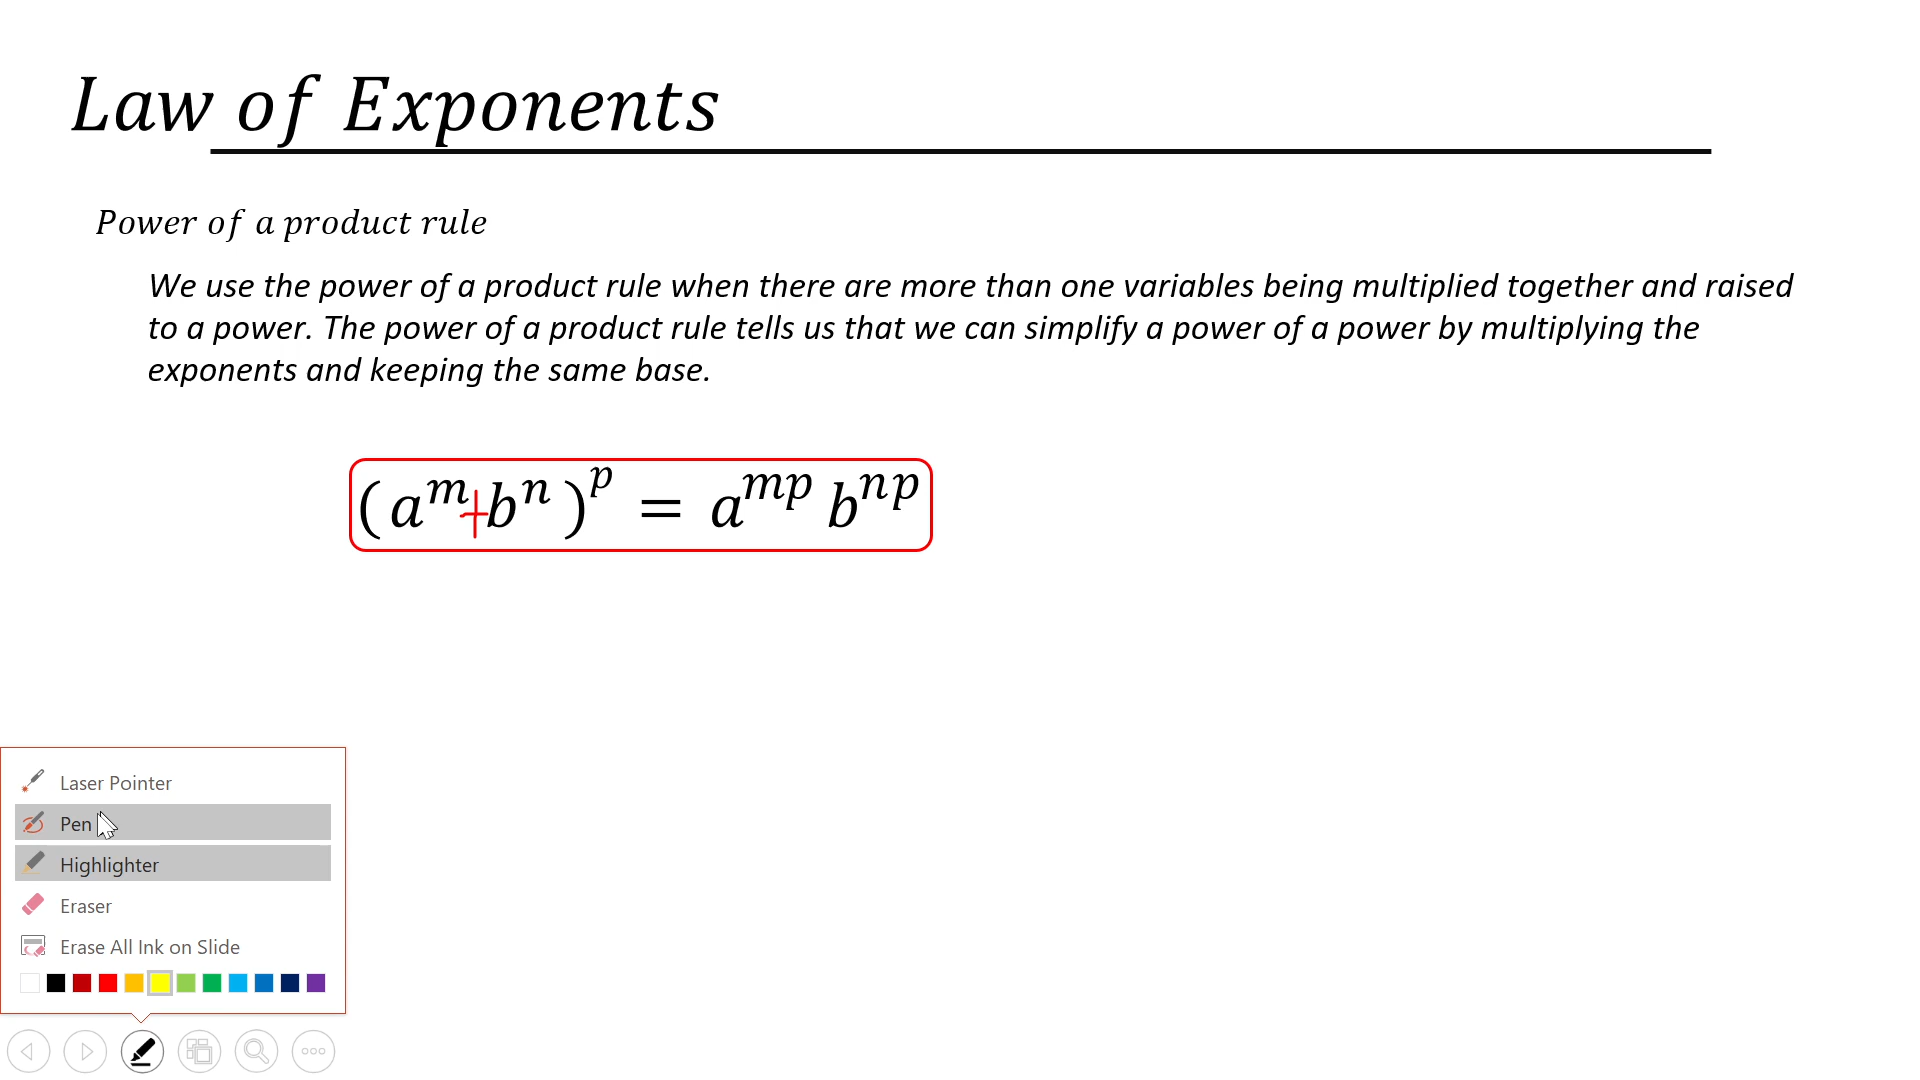 Law of Exponents
Power of a product rule
We use the power of a product rule when there are more than one variables being multiplied together and raised
to a power. The power of a product rule tells us that we can simplify a power of a power by multiplying the
exponents and keeping the same base.
(a^m + b^n)^p = a^{mp} b^{np}
Laser Pointer
Pen
Highlighter
Eraser
Erase All Ink on Slide